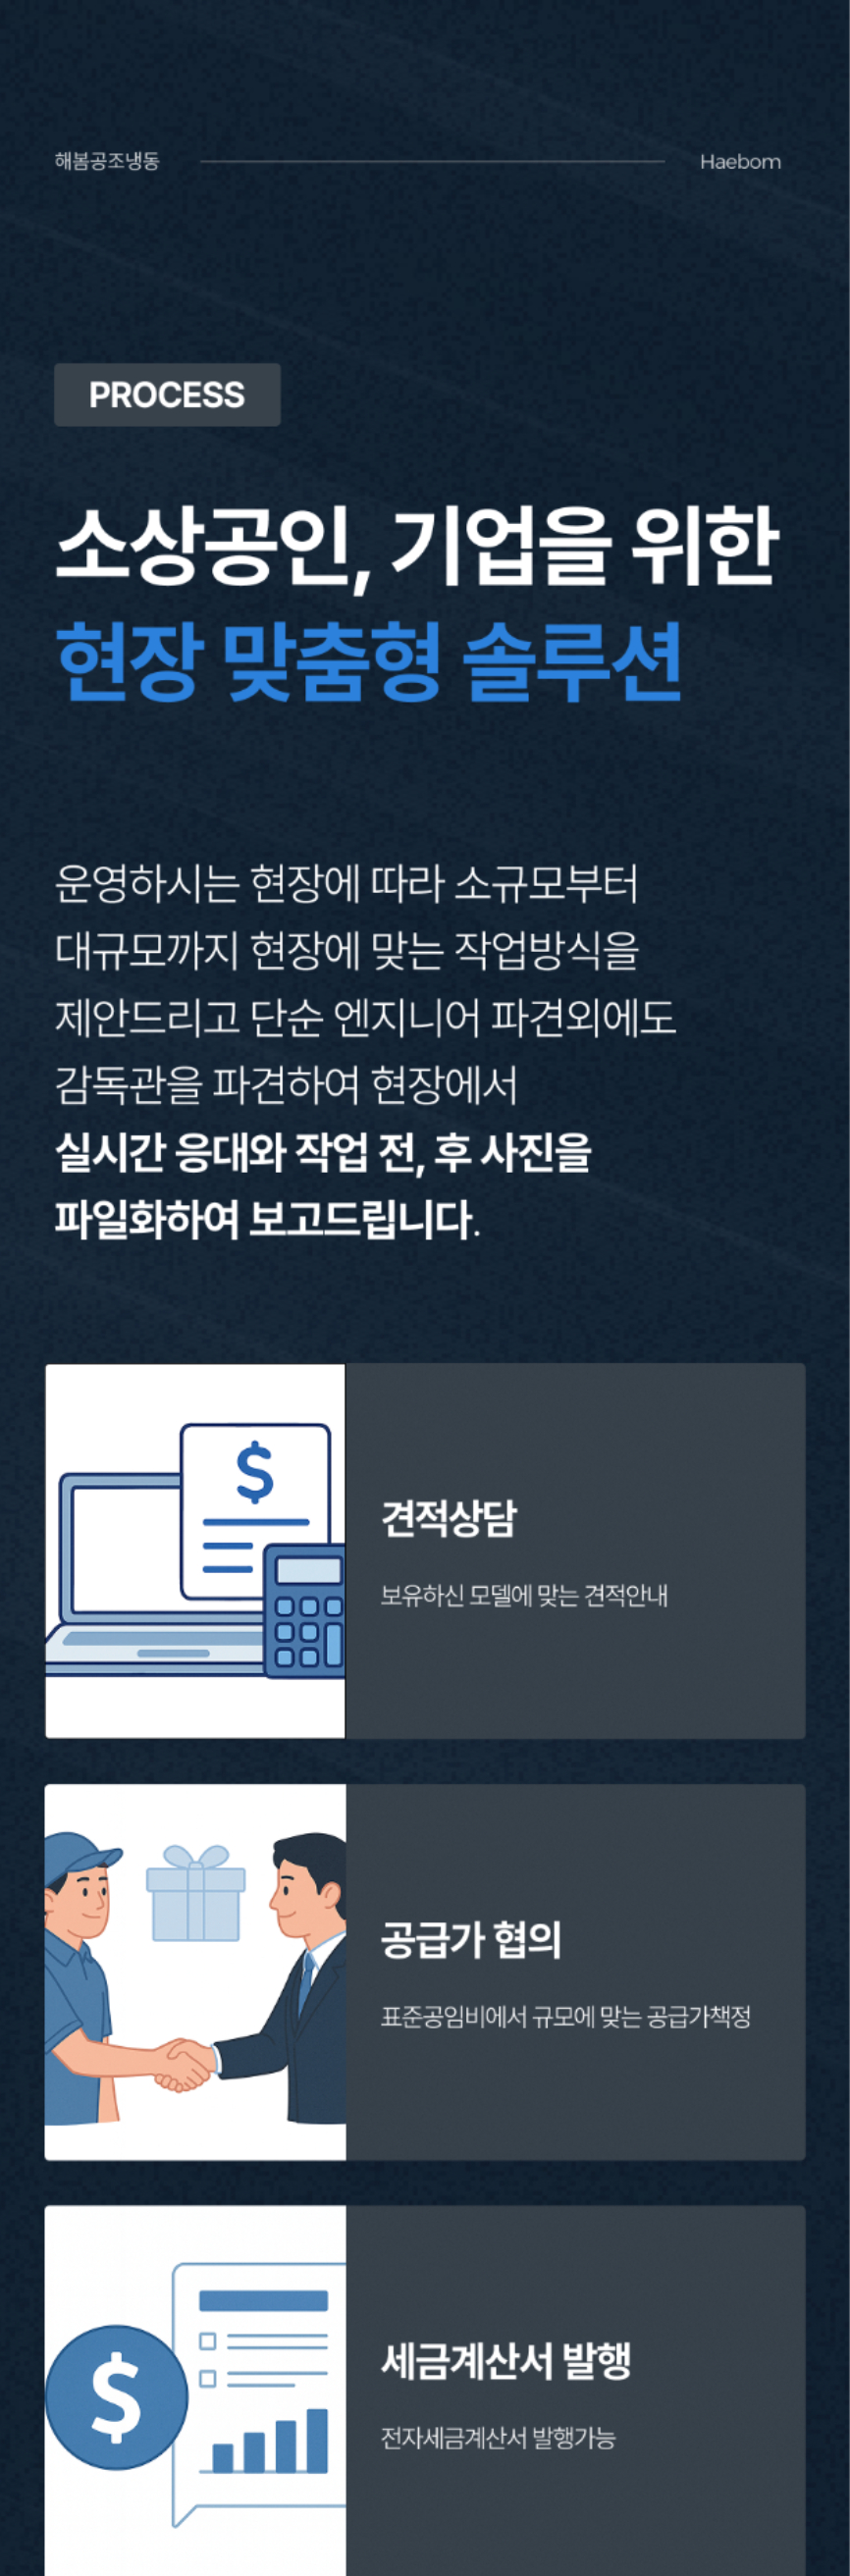 해봄공조냉동
Haebom
PROCESS
소상공인, 기업을 위한
현장 맞춤형 솔루션
운영하시는 현장에 따라 소규모부터
대규모까지 현장에 맞는 작업방식을
제안드리고 단순 엔지니어 파견외에도
감독관을 파견하여 현장에서
실시간 응대와 작업 전, 후 사진을
파일화하여 보고드립니다.
$
견적상담
보유하신 모델에 맞는 견적안내
공급가 협의
표준공임비에서 규모에 맞는 공급가책정
$
세금계산서 발행
전자세금계산서 발행가능